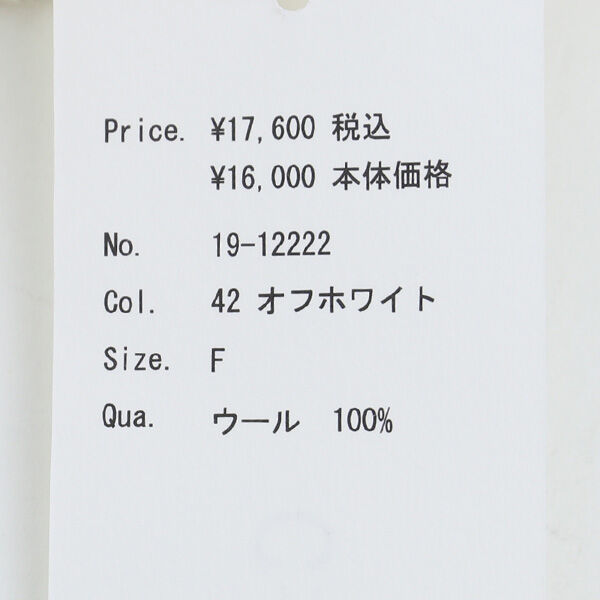 Price. ¥17,600 税込
¥16,000 本体価格
No. 19-12222
Col. 42 オフホワイト
Size. F
Qua. ウール 100%